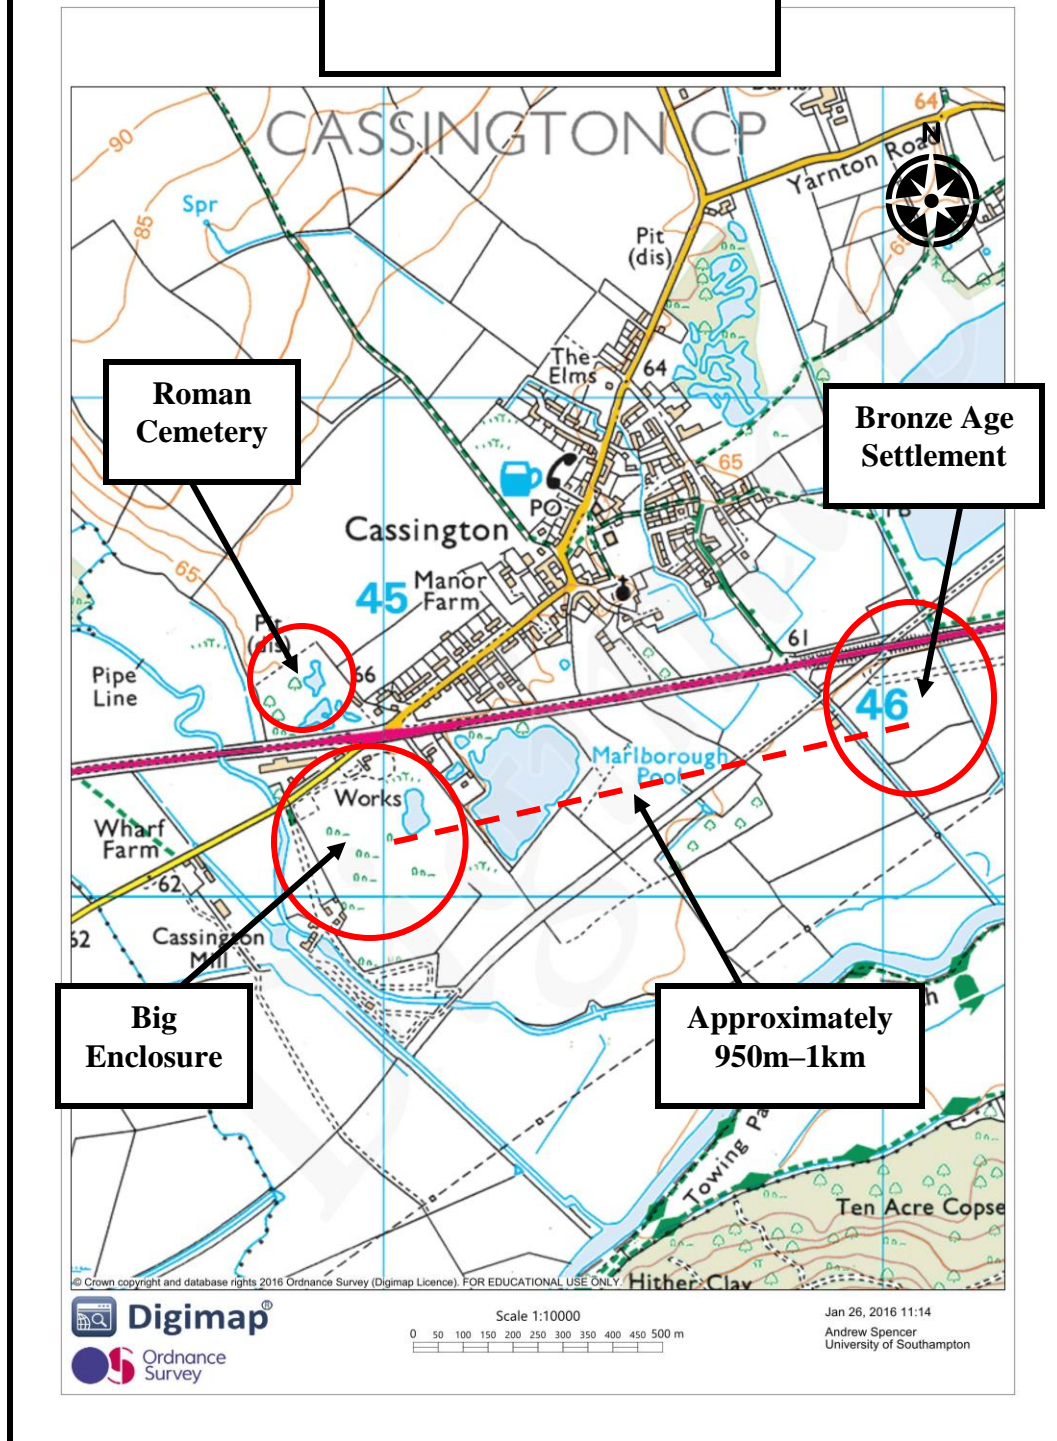 CASSINGTON CP
64
N
Yarnton Road
90
Spr
85
Pit
(dis)
The
Elms
64
Roman
Cemetery
Bronze Age
Settlement
65
PO
FB
Cassington
45
Manor
Farm
65
Pit
(dis)
61
66
Pipe
Line
46
Marlborough
Pool
Works
Wharf
Farm
62
62
Cassington
Mill
Big
Enclosure
Approximately
950m–1km
Ten Acre Copse
Hither Clay
© Crown copyright and database rights 2016 Ordnance Survey (Digimap Licence). FOR EDUCATIONAL USE ONLY.
Digimap®
Ordnance
Survey
Scale 1:10000
0 50 100 150 200 250 300 350 400 450 500 m
Jan 26, 2016 11:14
Andrew Spencer
University of Southampton